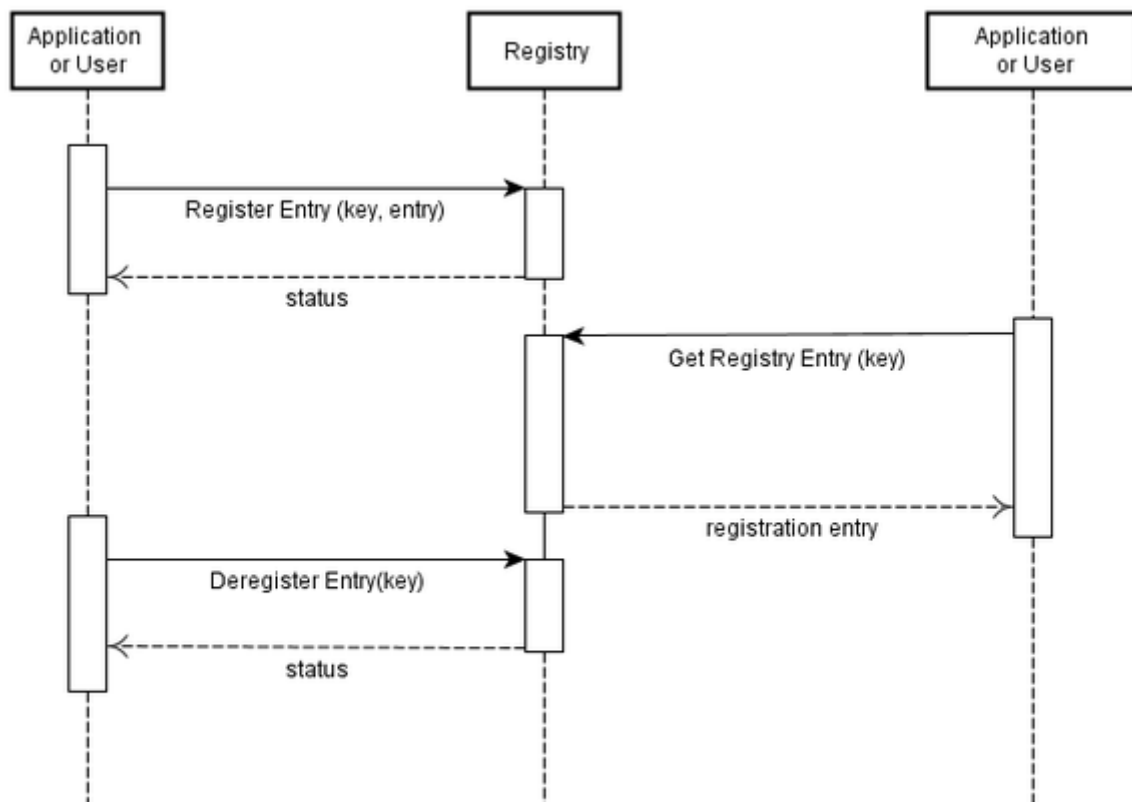 Application
or User
Registry
Application
or User
Register Entry (key, entry)
status
Get Registry Entry (key)
registration entry
Deregister Entry(key)
status